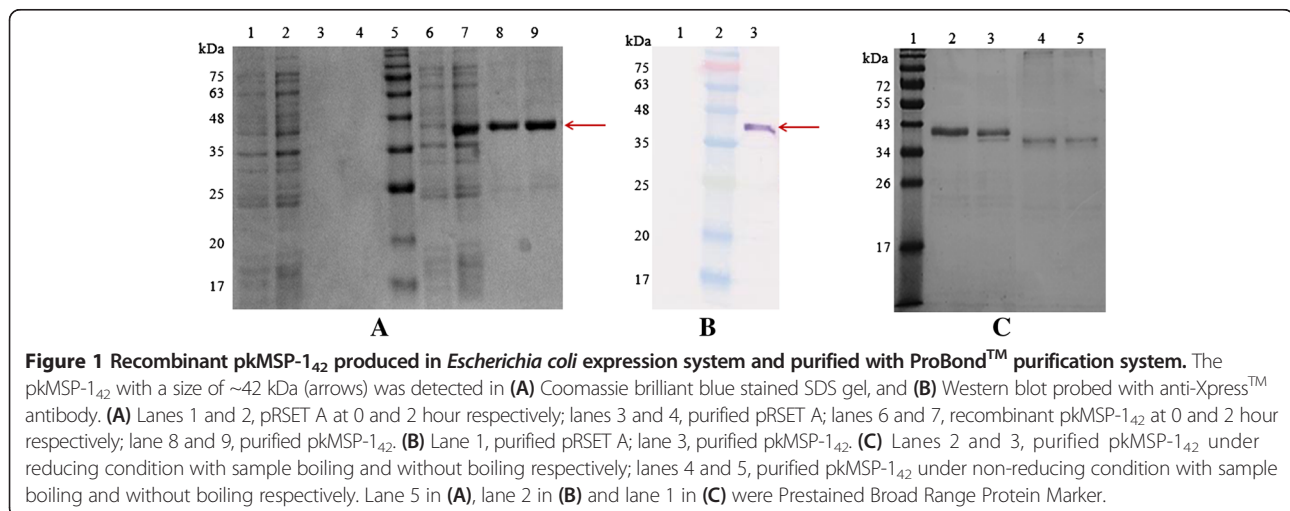 1 2 3 4 5 6 7 8 9
kDa
75
63
48
35
25
20
17
A
1 2 3
kDa
75
63
48
35
25
20
17
B
1 2 3 4 5
kDa
72
55
43
34
26
17
C
Figure 1 Recombinant pkMSP-1₄₂ produced in Escherichia coli expression system and purified with ProBond™ purification system. The
pkMSP-1₄₂ with a size of ~42 kDa (arrows) was detected in (A) Coomassie brilliant blue stained SDS gel, and (B) Western blot probed with anti-Xpress™
antibody. (A) Lanes 1 and 2, pRSET A at 0 and 2 hour respectively; lanes 3 and 4, purified pRSET A; lanes 6 and 7, recombinant pkMSP-1₄₂ at 0 and 2 hour
respectively; lane 8 and 9, purified pkMSP-1₄₂. (B) Lane 1, purified pRSET A; lane 3, purified pkMSP-1₄₂. (C) Lanes 2 and 3, purified pkMSP-1₄₂ under
reducing condition with sample boiling and without boiling respectively; lanes 4 and 5, purified pkMSP-1₄₂ under non-reducing condition with sample
boiling and without boiling respectively. Lane 5 in (A), lane 2 in (B) and lane 1 in (C) were Prestained Broad Range Protein Marker.